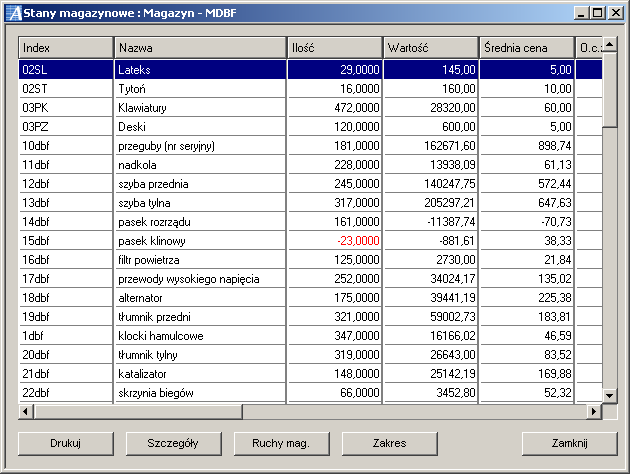 Stany magazynowe : Magazyn - MDBF
Index Nazwa Ilość Wartość Średnia cena O.c.:
02SL Lateks 29,0000 145,00 5,00
02ST Tytoń 16,0000 160,00 10,00
03PK Klawiatury 472,0000 28320,00 60,00
03PZ Deski 120,0000 600,00 5,00
10dbf przeguby (nr seryjny) 181,0000 162671,60 898,74
11dbf nadkola 228,0000 13938,09 61,13
12dbf szyba przednia 245,0000 140247,75 572,44
13dbf szyba tylna 317,0000 205297,21 647,63
14dbf pasek rozrządu 161,0000 -11387,74 -70,73
15dbf pasek klinowy -23,0000 -881,61 38,33
16dbf filtr powietrza 125,0000 2730,00 21,84
17dbf przewody wysokiego napięcia 252,0000 34024,17 135,02
18dbf alternator 175,0000 39441,19 225,38
19dbf tłumnik przedni 321,0000 59002,73 183,81
1dbf klocki hamulcowe 347,0000 16166,02 46,59
20dbf tłumik tylny 319,0000 26643,00 83,52
21dbf katalizator 148,0000 25142,19 169,88
22dbf skrzynia biegów 66,0000 3452,80 52,32
Drukuj Szczegóły Ruchy mag. Zakres Zamknij